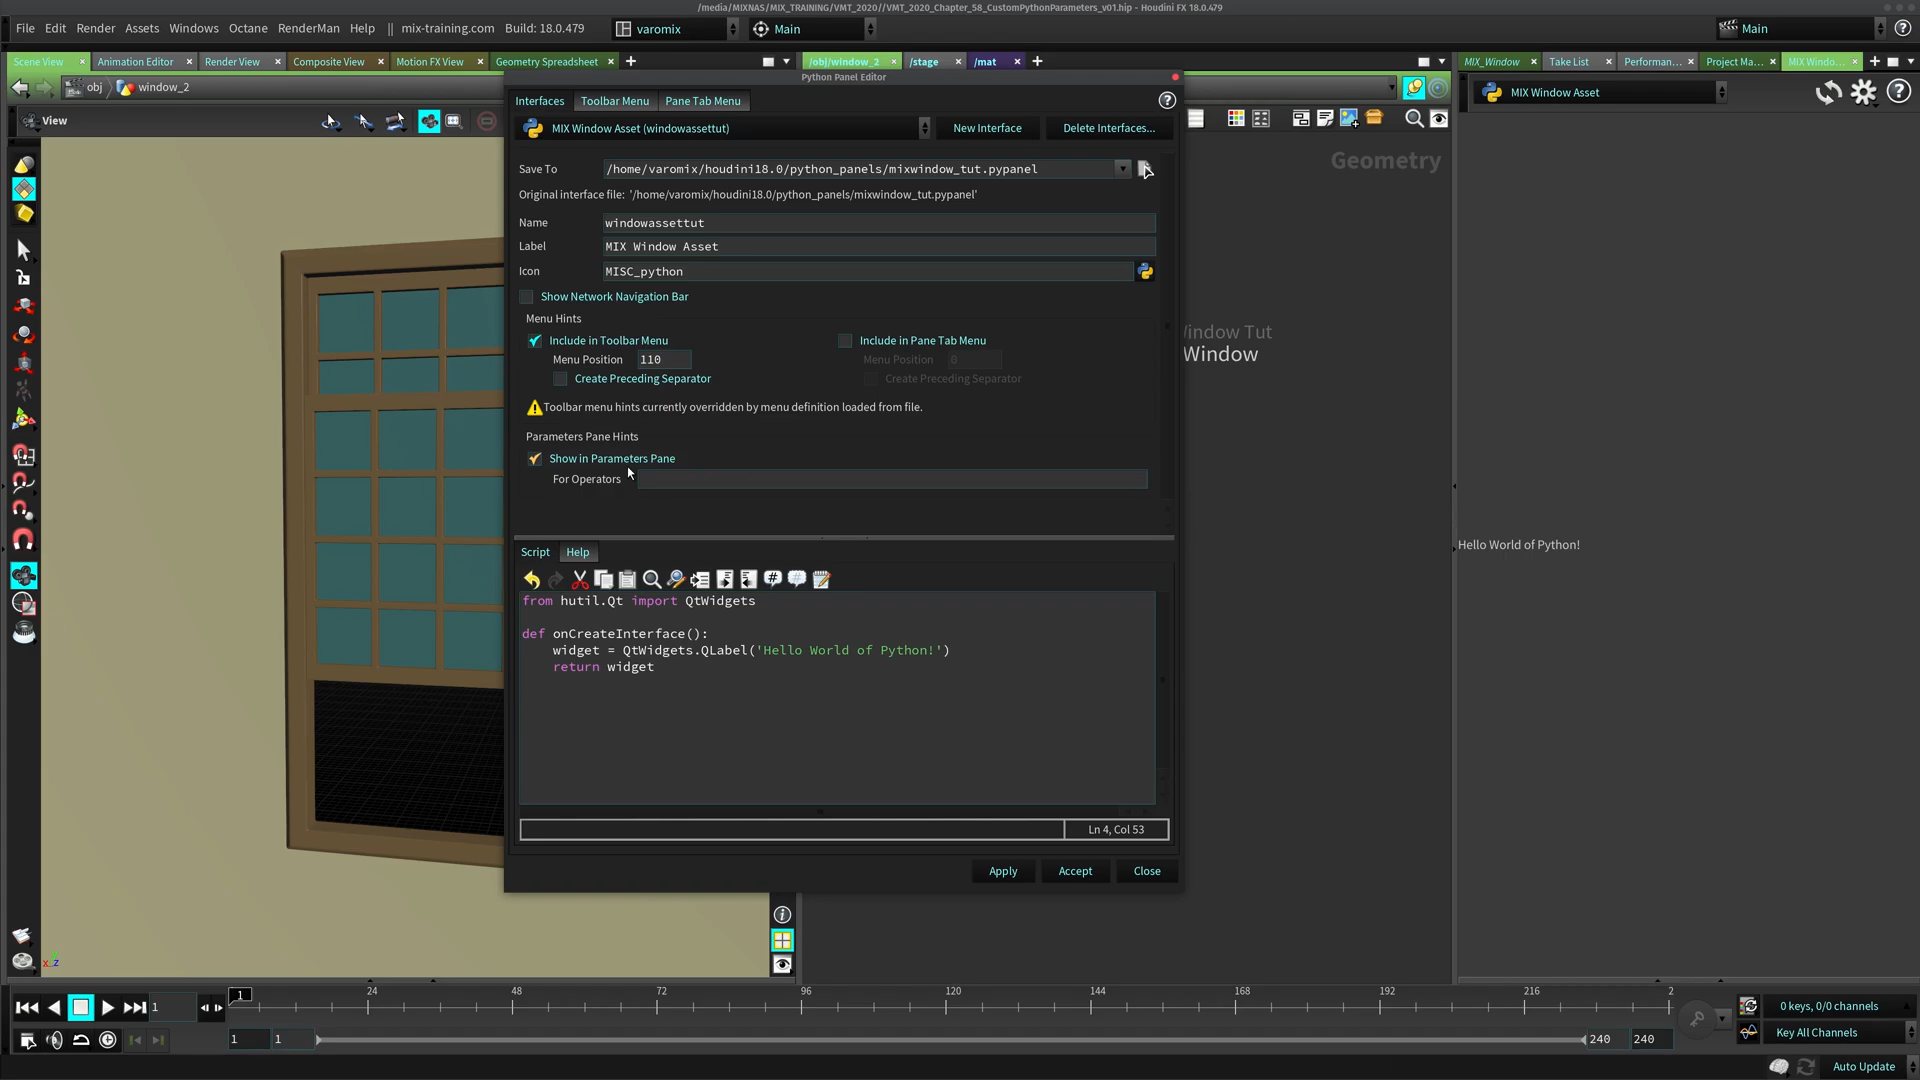 /media/MIXNAS/MIX_TRAINING/VMT_2020//VMT_2020_Chapter_58_CustomPythonParameters_v01.hip - Houdini FX 18.0.479
File Edit Render Assets Windows Octane RenderMan Help || mix-training.com Build: 18.0.479 varomix Main Main
Scene View Animation Editor Render View Composite View Motion FX View Geometry Spreadsheet /obj/window_2 /stage /mat MIX_Window Take List Performan... Project Ma... MIX Windo...
obj window_2
MIX Window Asset
View
Geometry
indow Tut
Window
Hello World of Python!
Python Panel Editor
Interfaces Toolbar Menu Pane Tab Menu
MIX Window Asset (windowassettut) New Interface Delete Interfaces...
Save To /home/varomix/houdini18.0/python_panels/mixwindow_tut.pypanel
Original interface file: '/home/varomix/houdini18.0/python_panels/mixwindow_tut.pypanel'
Name windowassettut
Label MIX Window Asset
Icon MISC_python
Show Network Navigation Bar
Menu Hints
Include in Toolbar Menu Include in Pane Tab Menu
Menu Position 110 Menu Position 0
Create Preceding Separator Create Preceding Separator
Toolbar menu hints currently overridden by menu definition loaded from file.
Parameters Pane Hints
Show in Parameters Pane
For Operators
Script Help
from hutil.Qt import QtWidgets
def onCreateInterface():
widget = QtWidgets.QLabel('Hello World of Python!')
return widget
Ln 4, Col 53
Apply Accept Close
x z
1 1 24 48 72 96 120 144 168 192 216 2
0 keys, 0/0 channels
1 1 240 240 Key All Channels
Auto Update